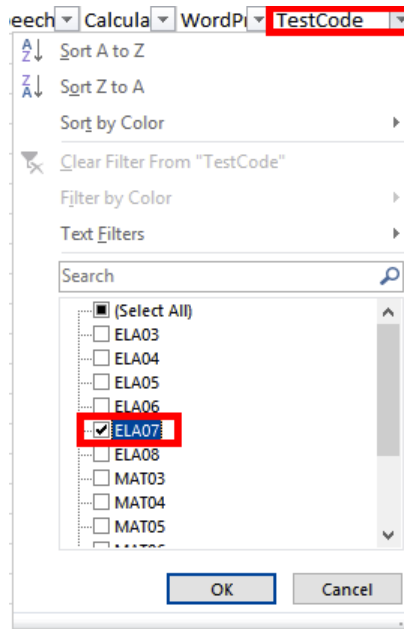 eech Calcula WordPr TestCode
Sort A to Z
Sort Z to A
Sort by Color
Clear Filter From "TestCode"
Filter by Color
Text Filters
Search
(Select All)
ELA03
ELA04
ELA05
ELA06
ELA07
ELA08
MAT03
MAT04
MAT05
OK Cancel